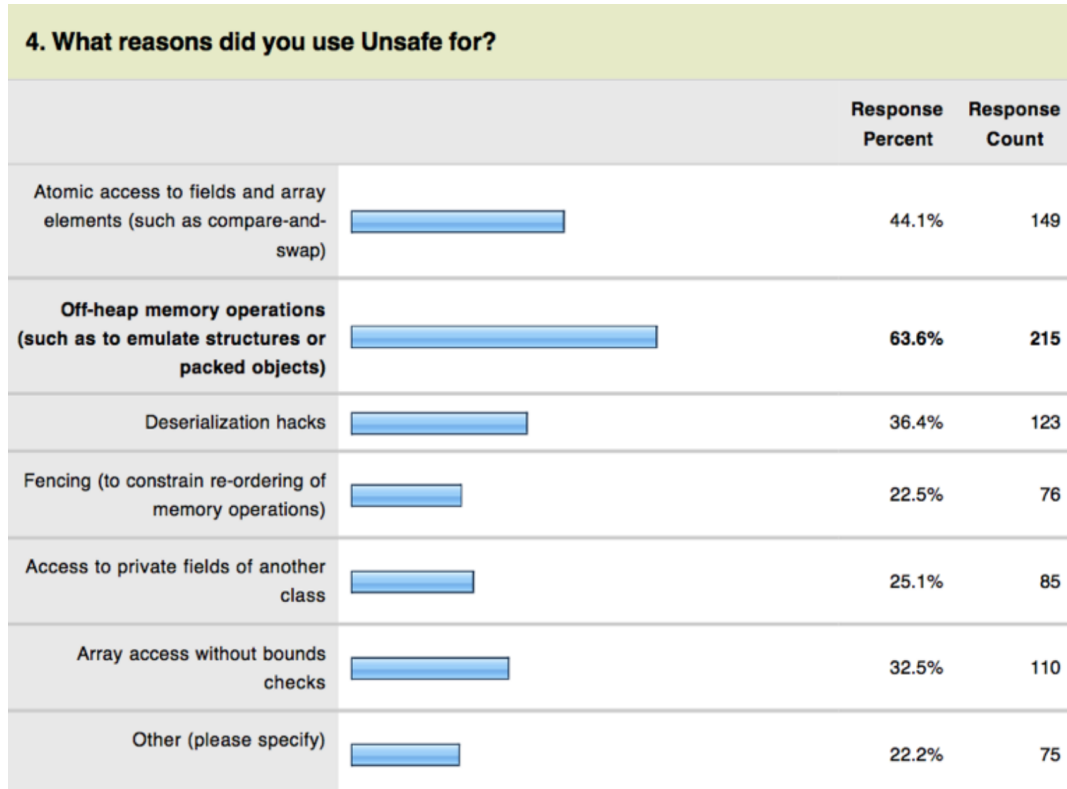 4. What reasons did you use Unsafe for?
Response Percent
Response Count
Atomic access to fields and array
elements (such as compare-and-
swap)
44.1% 149
Off-heap memory operations
(such as to emulate structures or
packed objects)
63.6% 215
Deserialization hacks 36.4% 123
Fencing (to constrain re-ordering of
memory operations)
22.5% 76
Access to private fields of another
class
25.1% 85
Array access without bounds
checks
32.5% 110
Other (please specify)
22.2% 75